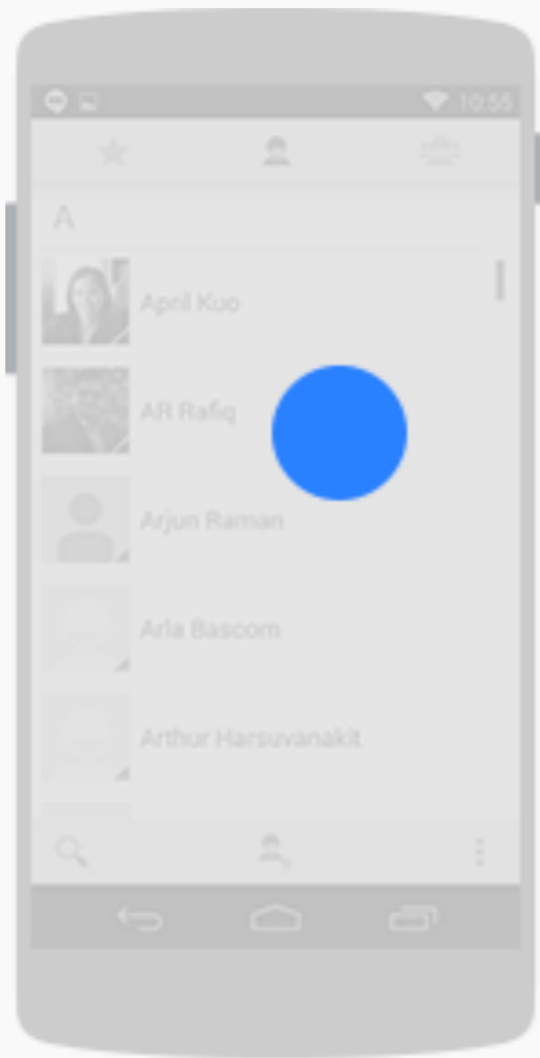 10:55
A
April Kuo
AR Rafiq
Arjun Raman
Arla Bascom
Arthur Harsuvanakit